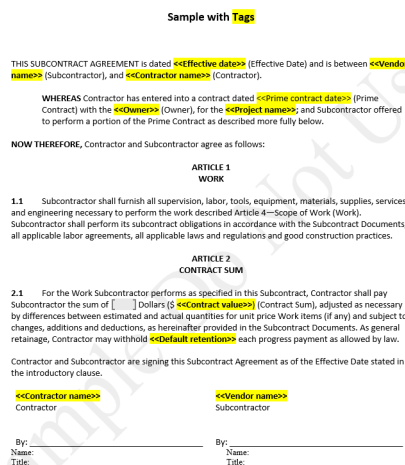 Sample with Tags
THIS SUBCONTRACT AGREEMENT is dated <<Effective date>> (Effective Date) and is between <<Vendor
name>> (Subcontractor), and <<Contractor name>> (Contractor).
WHEREAS Contractor has entered into a contract dated <<Prime contract date>> (Prime
Contract) with the <<Owner>> (Owner), for the <<Project name>>; and Subcontractor offered
to perform a portion of the Prime Contract as described more fully below.
NOW THEREFORE, Contractor and Subcontractor agree as follows:
ARTICLE 1
WORK
1.1 Subcontractor shall furnish all supervision, labor, tools, equipment, materials, supplies, services
and engineering necessary to perform the work described Article 4—Scope of Work (Work).
Subcontractor shall perform its subcontract obligations in accordance with the Subcontract Documents,
all applicable labor agreements, all applicable laws and regulations and good construction practices.
ARTICLE 2
CONTRACT SUM
2.1 For the Work Subcontractor performs as specified in this Subcontract, Contractor shall pay
Subcontractor the sum of [ ] Dollars ($ <<Contract value>>) (Contract Sum), adjusted as necessary
by differences between estimated and actual quantities for unit price Work items (if any) and subject to
changes, additions and deductions, as hereinafter provided in the Subcontract Documents. As general
retainage, Contractor may withhold <<Default retention>> each progress payment as allowed by law.
Contractor and Subcontractor are signing this Subcontract Agreement as of the Effective Date stated in
the introductory clause.
<<Contractor name>> <<Vendor name>>
Contractor Subcontractor
By: By:
Name: Name:
Title: Title: